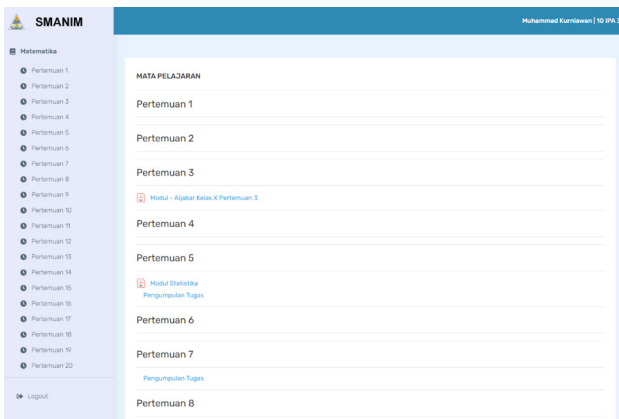 SMANIM
Muhammad Kurniawan | 10 IPA 3
Matematika
Pertemuan 1
Pertemuan 2
Pertemuan 3
Pertemuan 4
Pertemuan 5
Pertemuan 6
Pertemuan 7
Pertemuan 8
Pertemuan 9
Pertemuan 10
Pertemuan 11
Pertemuan 12
Pertemuan 13
Pertemuan 14
Pertemuan 15
Pertemuan 16
Pertemuan 17
Pertemuan 18
Pertemuan 19
Pertemuan 20
Logout
MATA PELAJARAN
Pertemuan 1
Pertemuan 2
Pertemuan 3
Modul - Aljabar Kelas X Pertemuan 3
Pertemuan 4
Pertemuan 5
Modul Statistika
Pengumpulan Tugas
Pertemuan 6
Pertemuan 7
Pengumpulan Tugas
Pertemuan 8